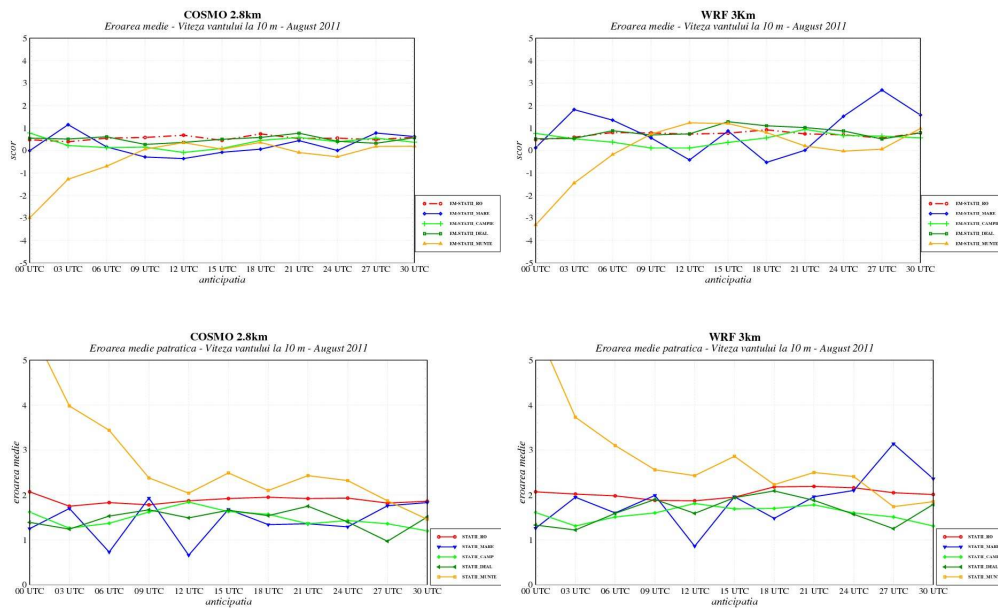 COSMO 2.8km
Eroarea medie - Viteza vantului la 10 m - August 2011
5
4
3
2
1
0
-1
-2
-3
-4
-5
scor
00 UTC 03 UTC 06 UTC 09 UTC 12 UTC 15 UTC 18 UTC 21 UTC 24 UTC 27 UTC 30 UTC
anticipatia
EM-STATII_RO
EM-STATII_MARE
EM-STATII_CAMPIE
EM-STATII_DEAL
EM-STATII_MUNTE
WRF 3Km
Eroarea medie - Viteza vantului la 10 m - August 2011
5
4
3
2
1
0
-1
-2
-3
-4
-5
scor
00 UTC 03 UTC 06 UTC 09 UTC 12 UTC 15 UTC 18 UTC 21 UTC 24 UTC 27 UTC 30 UTC
anticipatia
EM-STATII_RO
EM-STATII_MARE
EM-STATII_CAMPIE
EM-STATII_DEAL
EM-STATII_MUNTE
COSMO 2.8km
Eroarea medie patratica - Viteza vantului la 10 m - August 2011
5
4
3
2
1
0
eroarea medie
00 UTC 03 UTC 06 UTC 09 UTC 12 UTC 15 UTC 18 UTC 21 UTC 24 UTC 27 UTC 30 UTC
anticipatia
STATII_RO
STATII_MARE
STATII_CAMP
STATII_DEAL
STATII_MUNTE
WRF 3km
Eroarea medie patratica - Viteza vantului la 10 m - August 2011
5
4
3
2
1
0
eroarea medie
00 UTC 03 UTC 06 UTC 09 UTC 12 UTC 15 UTC 18 UTC 21 UTC 24 UTC 27 UTC 30 UTC
anticipatia
STATII_RO
STATII_MARE
STATII_CAMP
STATII_DEAL
STATII_MUNTE